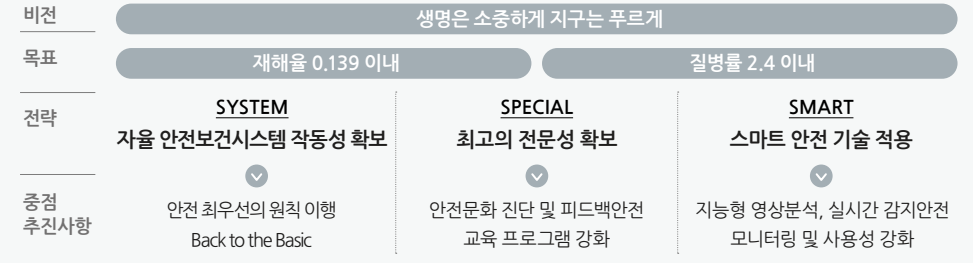 비전
생명은 소중하게 지구는 푸르게
목표
재해율 0.139 이내
질병률 2.4 이내
전략
SYSTEM
자율 안전보건시스템 작동성 확보
SPECIAL
최고의 전문성 확보
SMART
스마트 안전 기술 적용
중점
추진사항
안전 최우선의 원칙 이행
Back to the Basic
안전문화 진단 및 피드백안전
교육 프로그램 강화
지능형 영상분석, 실시간 감지안전
모니터링 및 사용성 강화